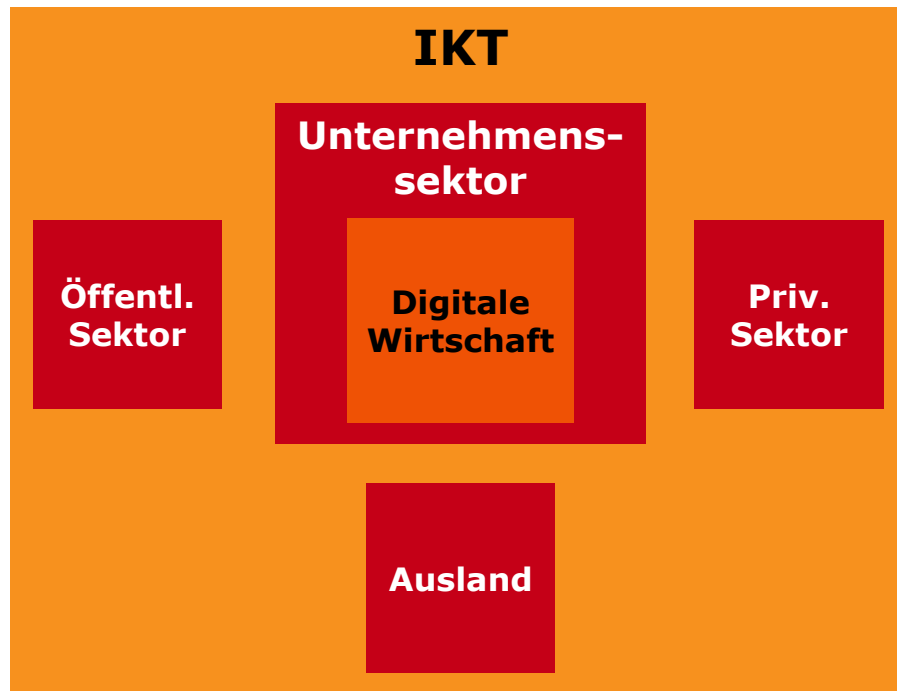 IKT
Unternehmens-
sektor
Öffentl.
Sektor
Digitale
Wirtschaft
Priv.
Sektor
Ausland